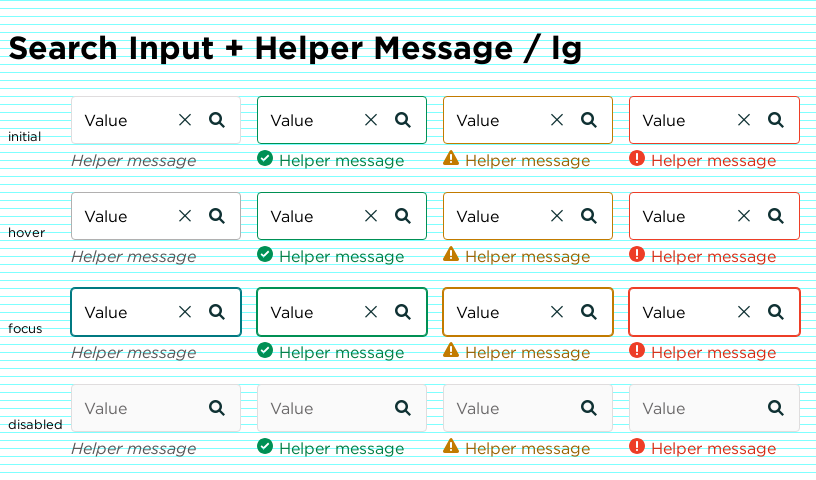 Search Input + Helper Message / lg
initial Value Value Value Value
Helper message Helper message Helper message Helper message
hover Value Value Value Value
Helper message Helper message Helper message Helper message
focus Value Value Value Value
Helper message Helper message Helper message Helper message
disabled Value Value Value Value
Helper message Helper message Helper message Helper message